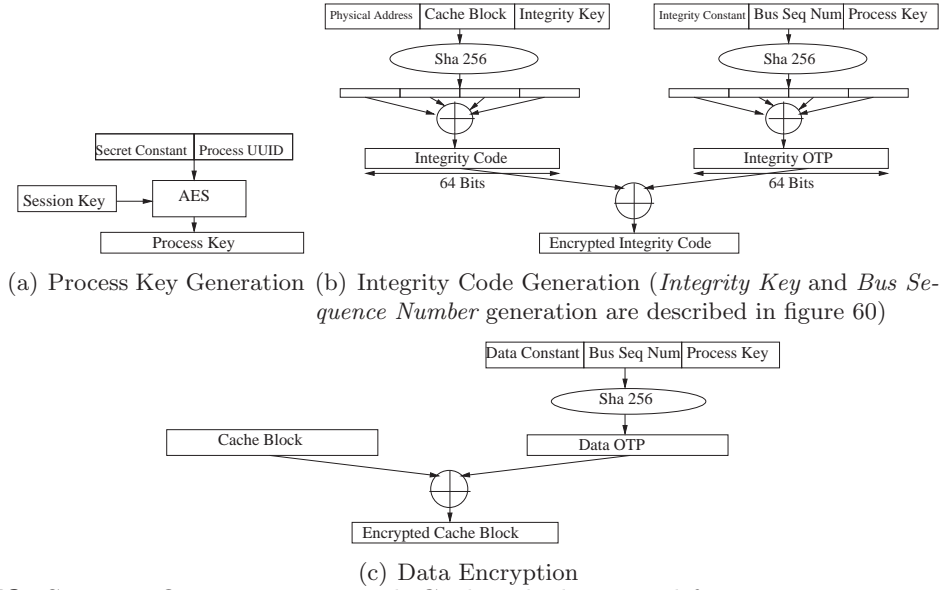 Physical Address Cache Block Integrity Key
Integrity Constant Bus Seq Num Process Key
Sha 256
Sha 256
Secret Constant Process UUID
Integrity Code
Integrity OTP
64 Bits
64 Bits
AES
Session Key
Process Key
Encrypted Integrity Code
(a) Process Key Generation
(b) Integrity Code Generation (Integrity Key and Bus Se-
quence Number generation are described in figure 60)
Data Constant Bus Seq Num Process Key
Sha 256
Cache Block
Data OTP
Encrypted Cache Block
(c) Data Encryption